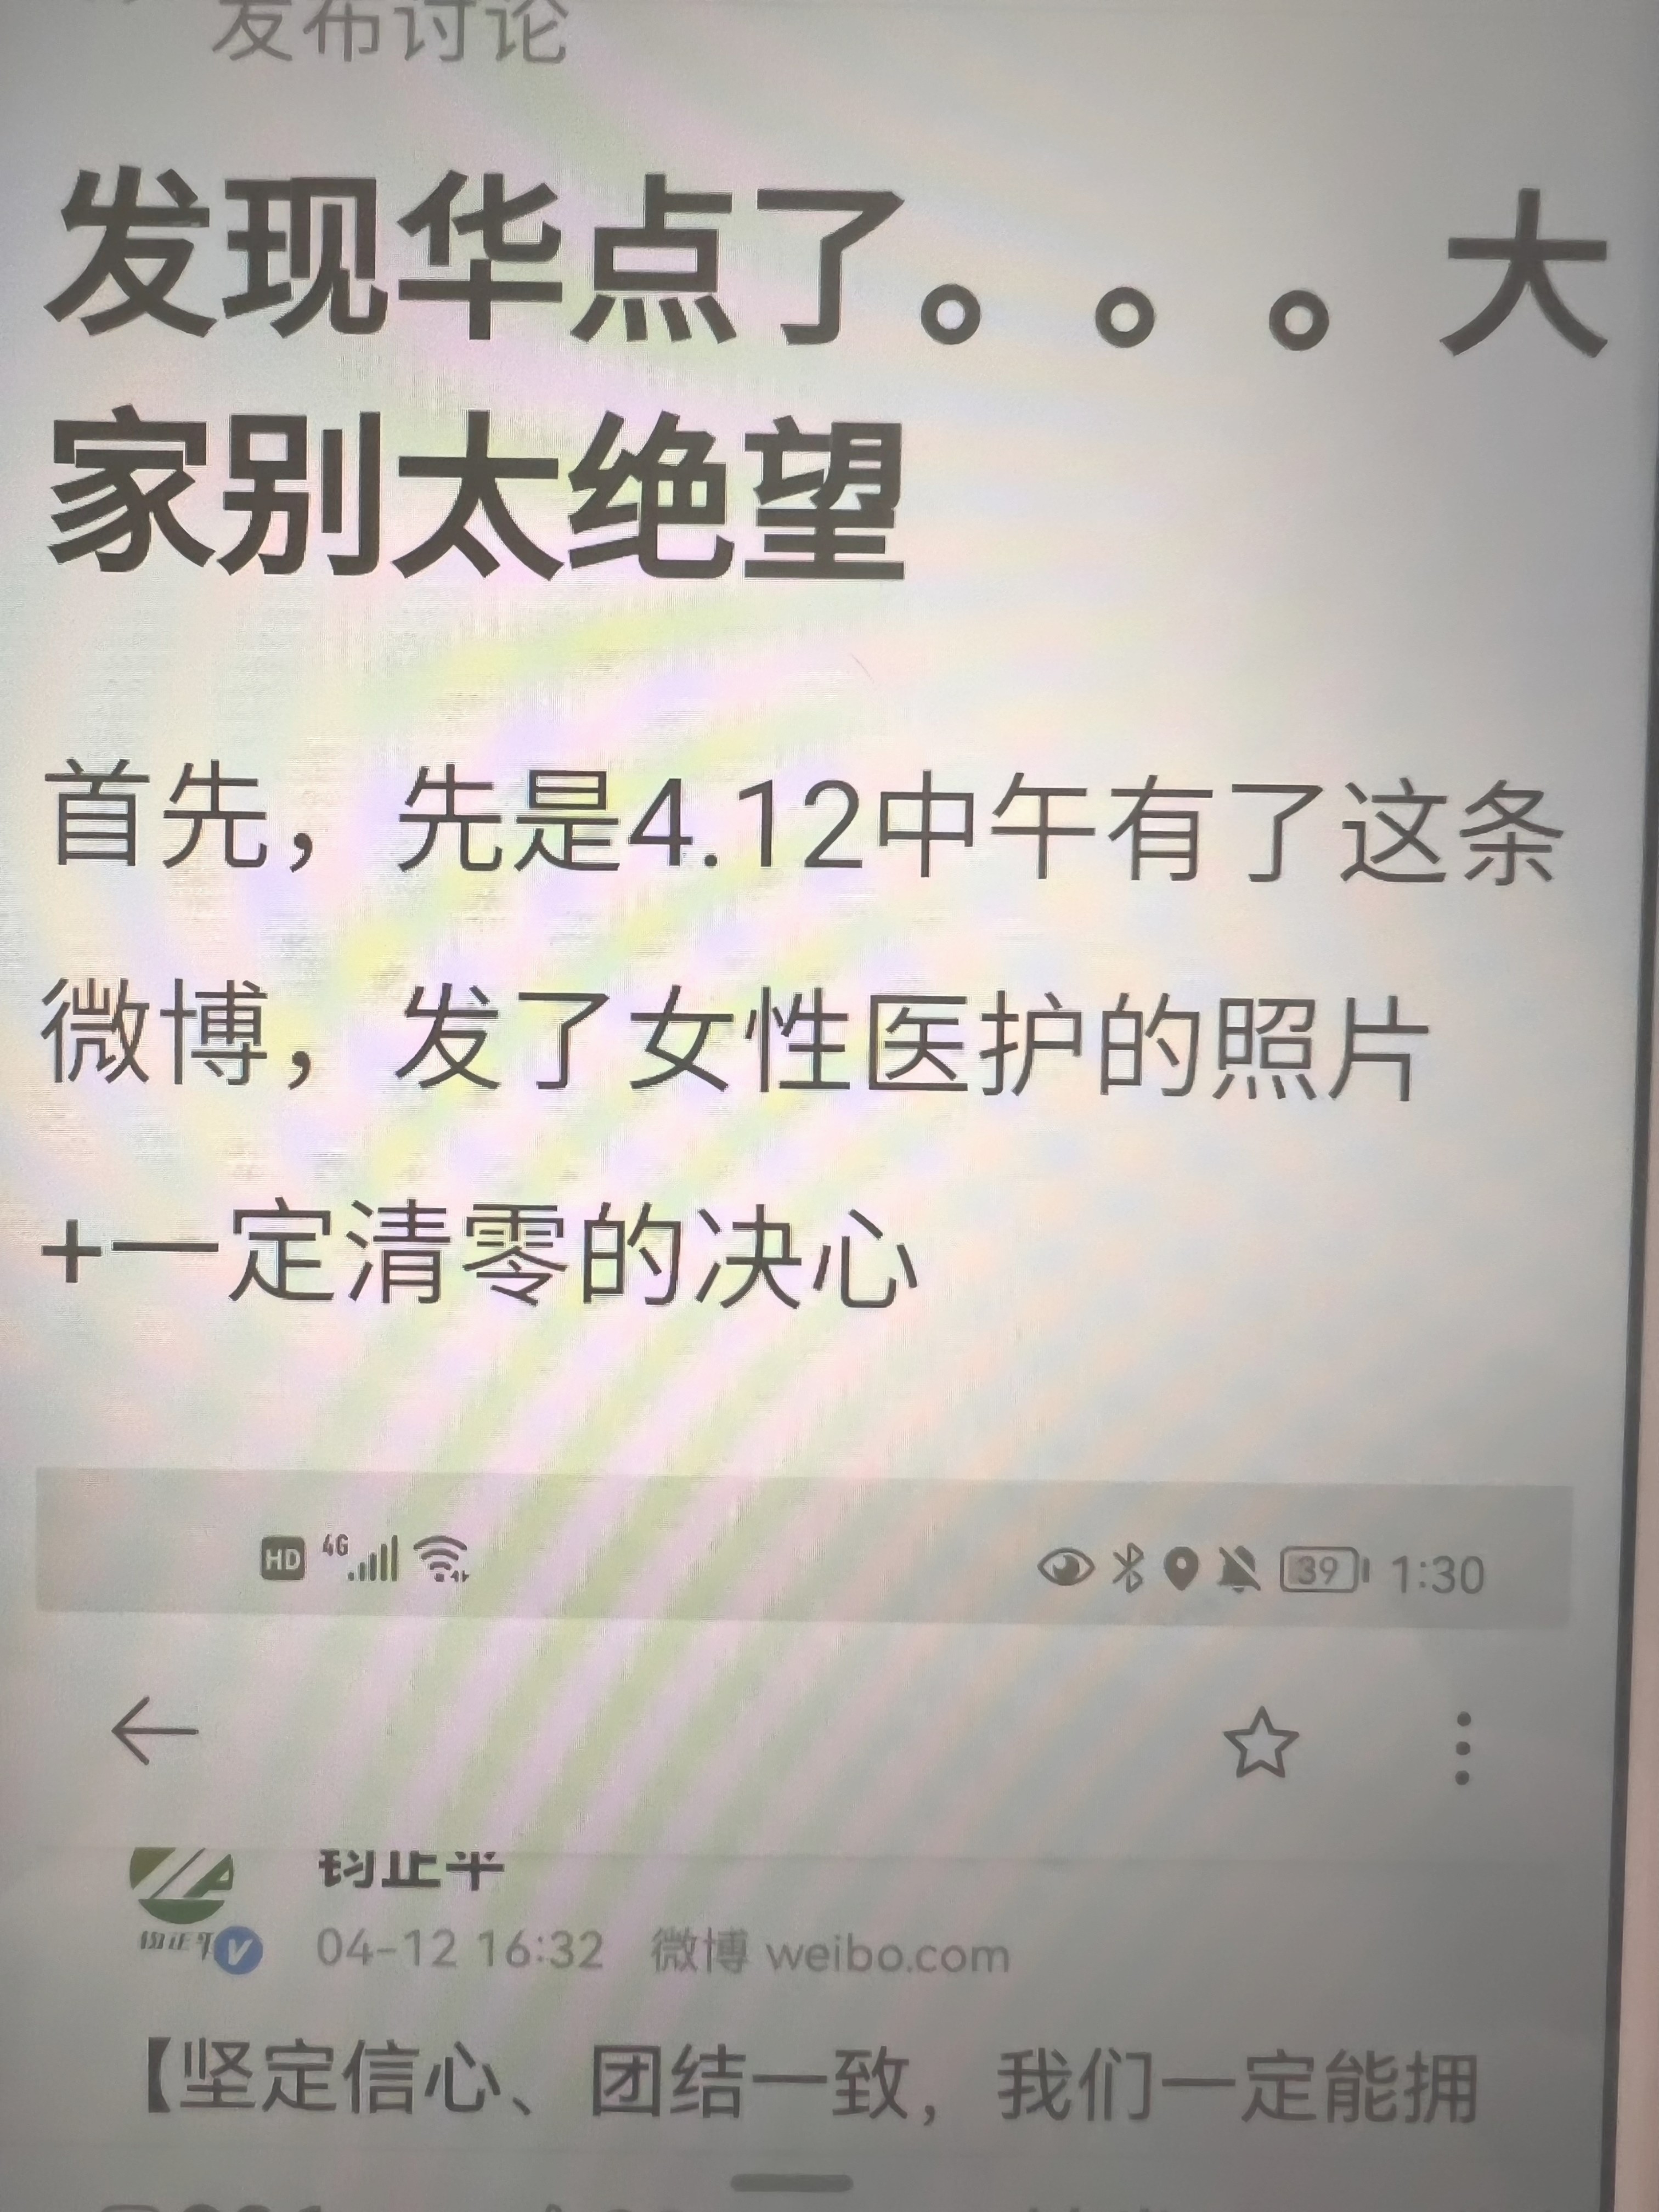 发布讨论
发现华点了。。。大
家别太绝望
首先，先是4.12中午有了这条
微博，发了女性医护的照片
+一定清零的决心
HD 4G 39 1:30
钧正平
钧正平 V
04-12 16:32 微博 weibo.com
【坚定信心、团结一致，我们一定能拥